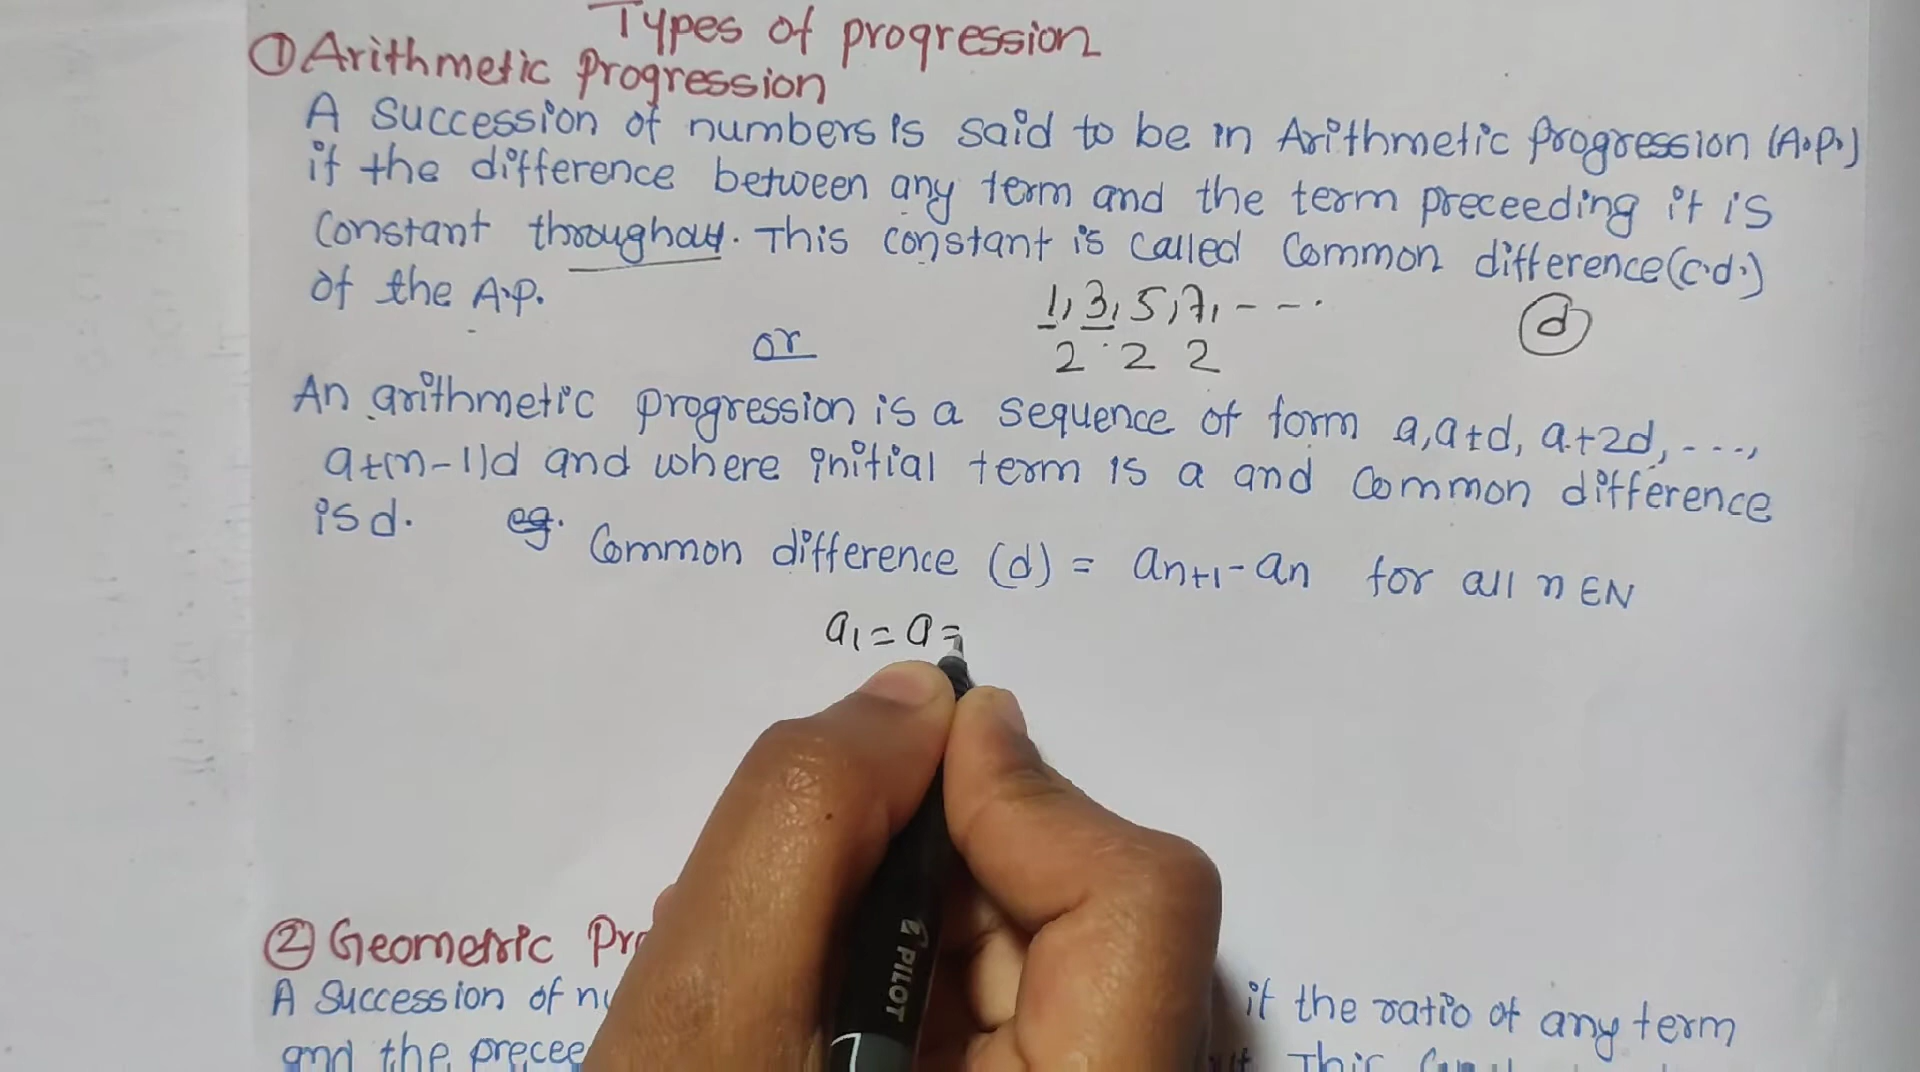 Types of progression
① Arithmetic Progression
A succession of numbers is said to be in Arithmetic Progression (A.P.)
if the difference between any term and the term preceeding it is
constant throughout. This constant is called common difference (c.d.)
of the A.P.
1, 3, 5, 7, - - ·
d
or
2 2 2
An arithmetic progression is a sequence of form a, a+d, a+2d, ----,
a+(n-1)d and where initial term is a and common difference
is d. eg. Common difference (d) = an+1 - an for all n ∈ N
a1 = a =
② Geometric
A succession of if the ratio of any term
and the
PILOT